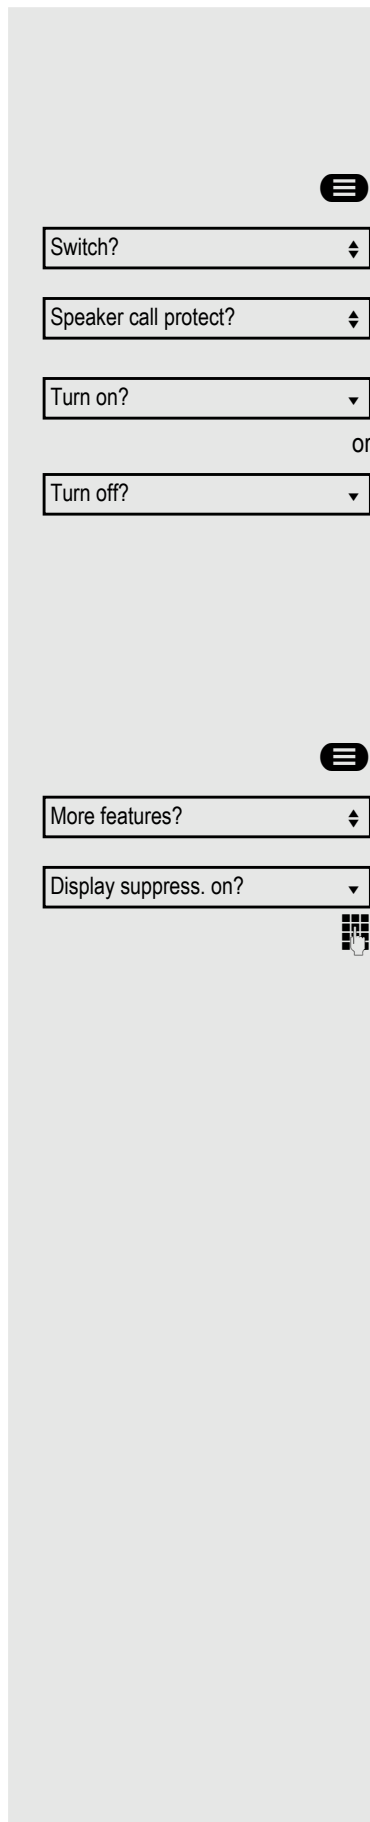 Switch?
Speaker call protect?
Turn on?
or
Turn off?
More features?
Display suppress. on?